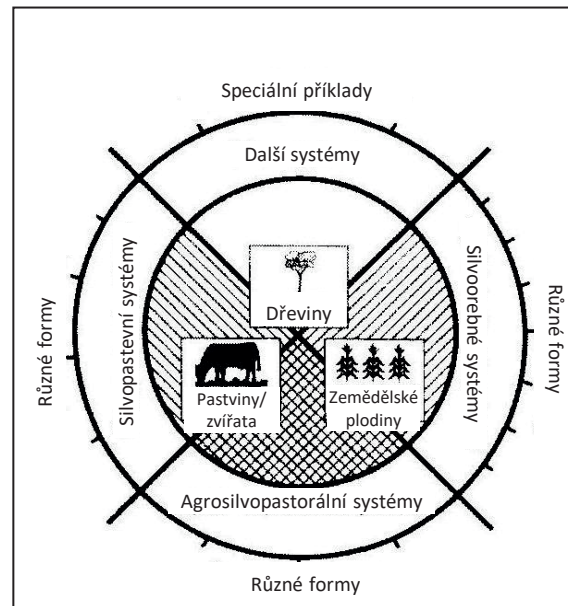 Speciální příklady
Další systémy
Silvopastevní systémy
Silvoorebné systémy
Různé formy
Různé formy
Dřeviny
Pastviny/
zvířata
Zemědělské
plodiny
Agrosilvopastorální systémy
Různé formy